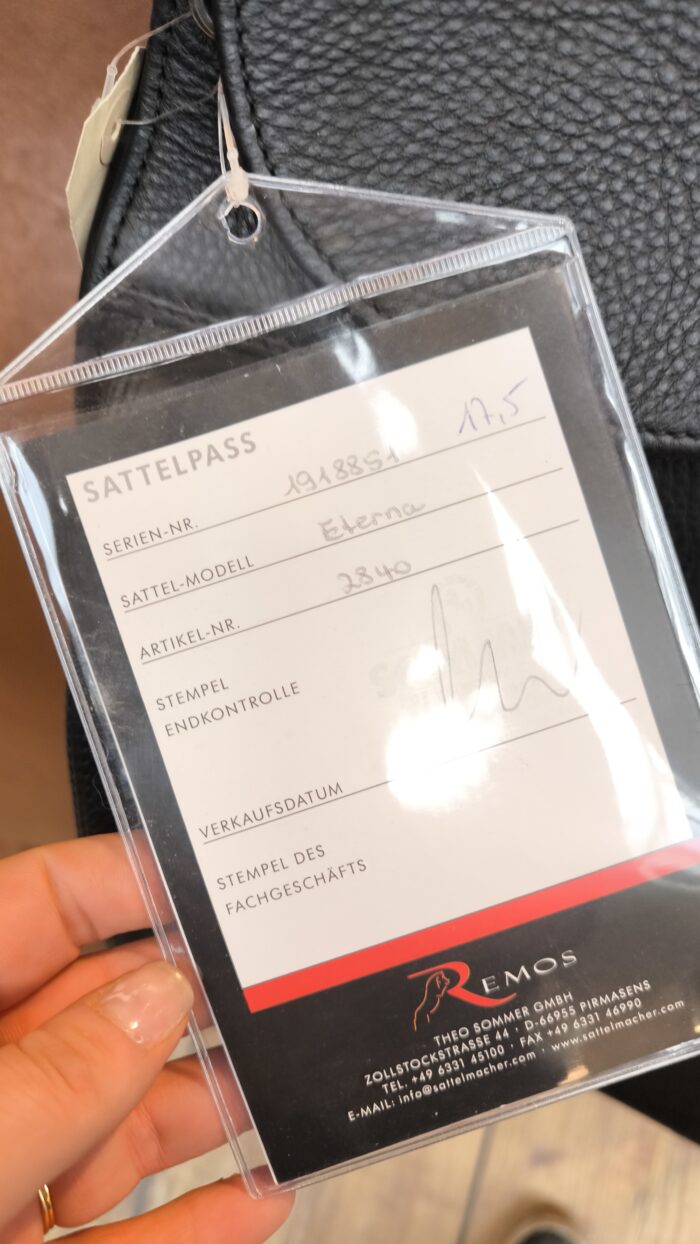 SATTELPASS
17,5
SERIEN-NR. 1918851
SATTEL-MODELL Eterna
ARTIKEL-NR. 2840
STEMPEL
ENDKONTROLLE
VERKAUFSDATUM
STEMPEL DES
FACHGESCHÄFTS
REMOS
THEO SOMMER GMBH
ZOLLSTOCKSTRASSE 44 · D-66955 PIRMASENS
TEL. +49 6331 45100 · FAX +49 6331 46990
E-MAIL: info@sattelmacher.com · www.sattelmacher.com